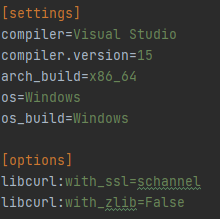 [settings]
compiler=Visual Studio
compiler.version=15
arch_build=x86_64
os=Windows
os_build=Windows
[options]
libcurl:with_ssl=schannel
libcurl:with_zlib=False